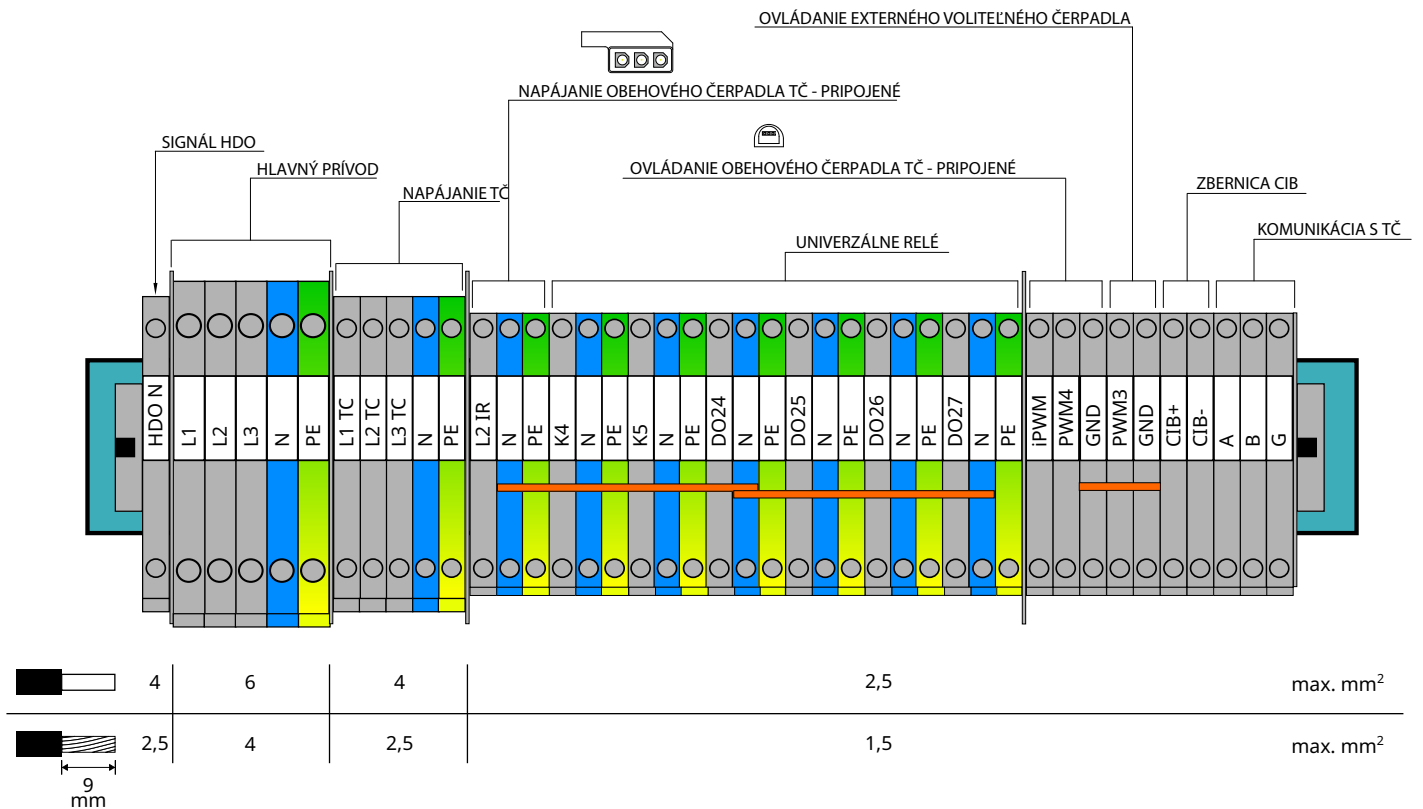 OVLÁDANIE EXTERNÉHO VOLITEĽNÉHO ČERPADLA
NAPÁJANIE OBEHOVÉHO ČERPADLA TČ - PRIPOJENÉ
SIGNÁL HDO
HLAVNÝ PRÍVOD
OVLÁDANIE OBEHOVÉHO ČERPADLA TČ - PRIPOJENÉ
NAPÁJANIE TČ
ZBERNICA CIB
UNIVERZÁLNE RELÉ
KOMUNIKÁCIA S TČ
HDO N
L1
L2
L3
N
PE
L1 TC
L2 TC
L3 TC
N
PE
L2 IR
N
PE
K4
N
PE
K5
N
PE
DO24
N
PE
DO25
N
PE
DO26
N
PE
DO27
N
PE
iPWM
PWM4
GND
PWM3
GND
CIB+
CIB-
A
B
G
4 6 4 2,5 max. mm²
2,5 4 2,5 1,5 max. mm²
9
mm